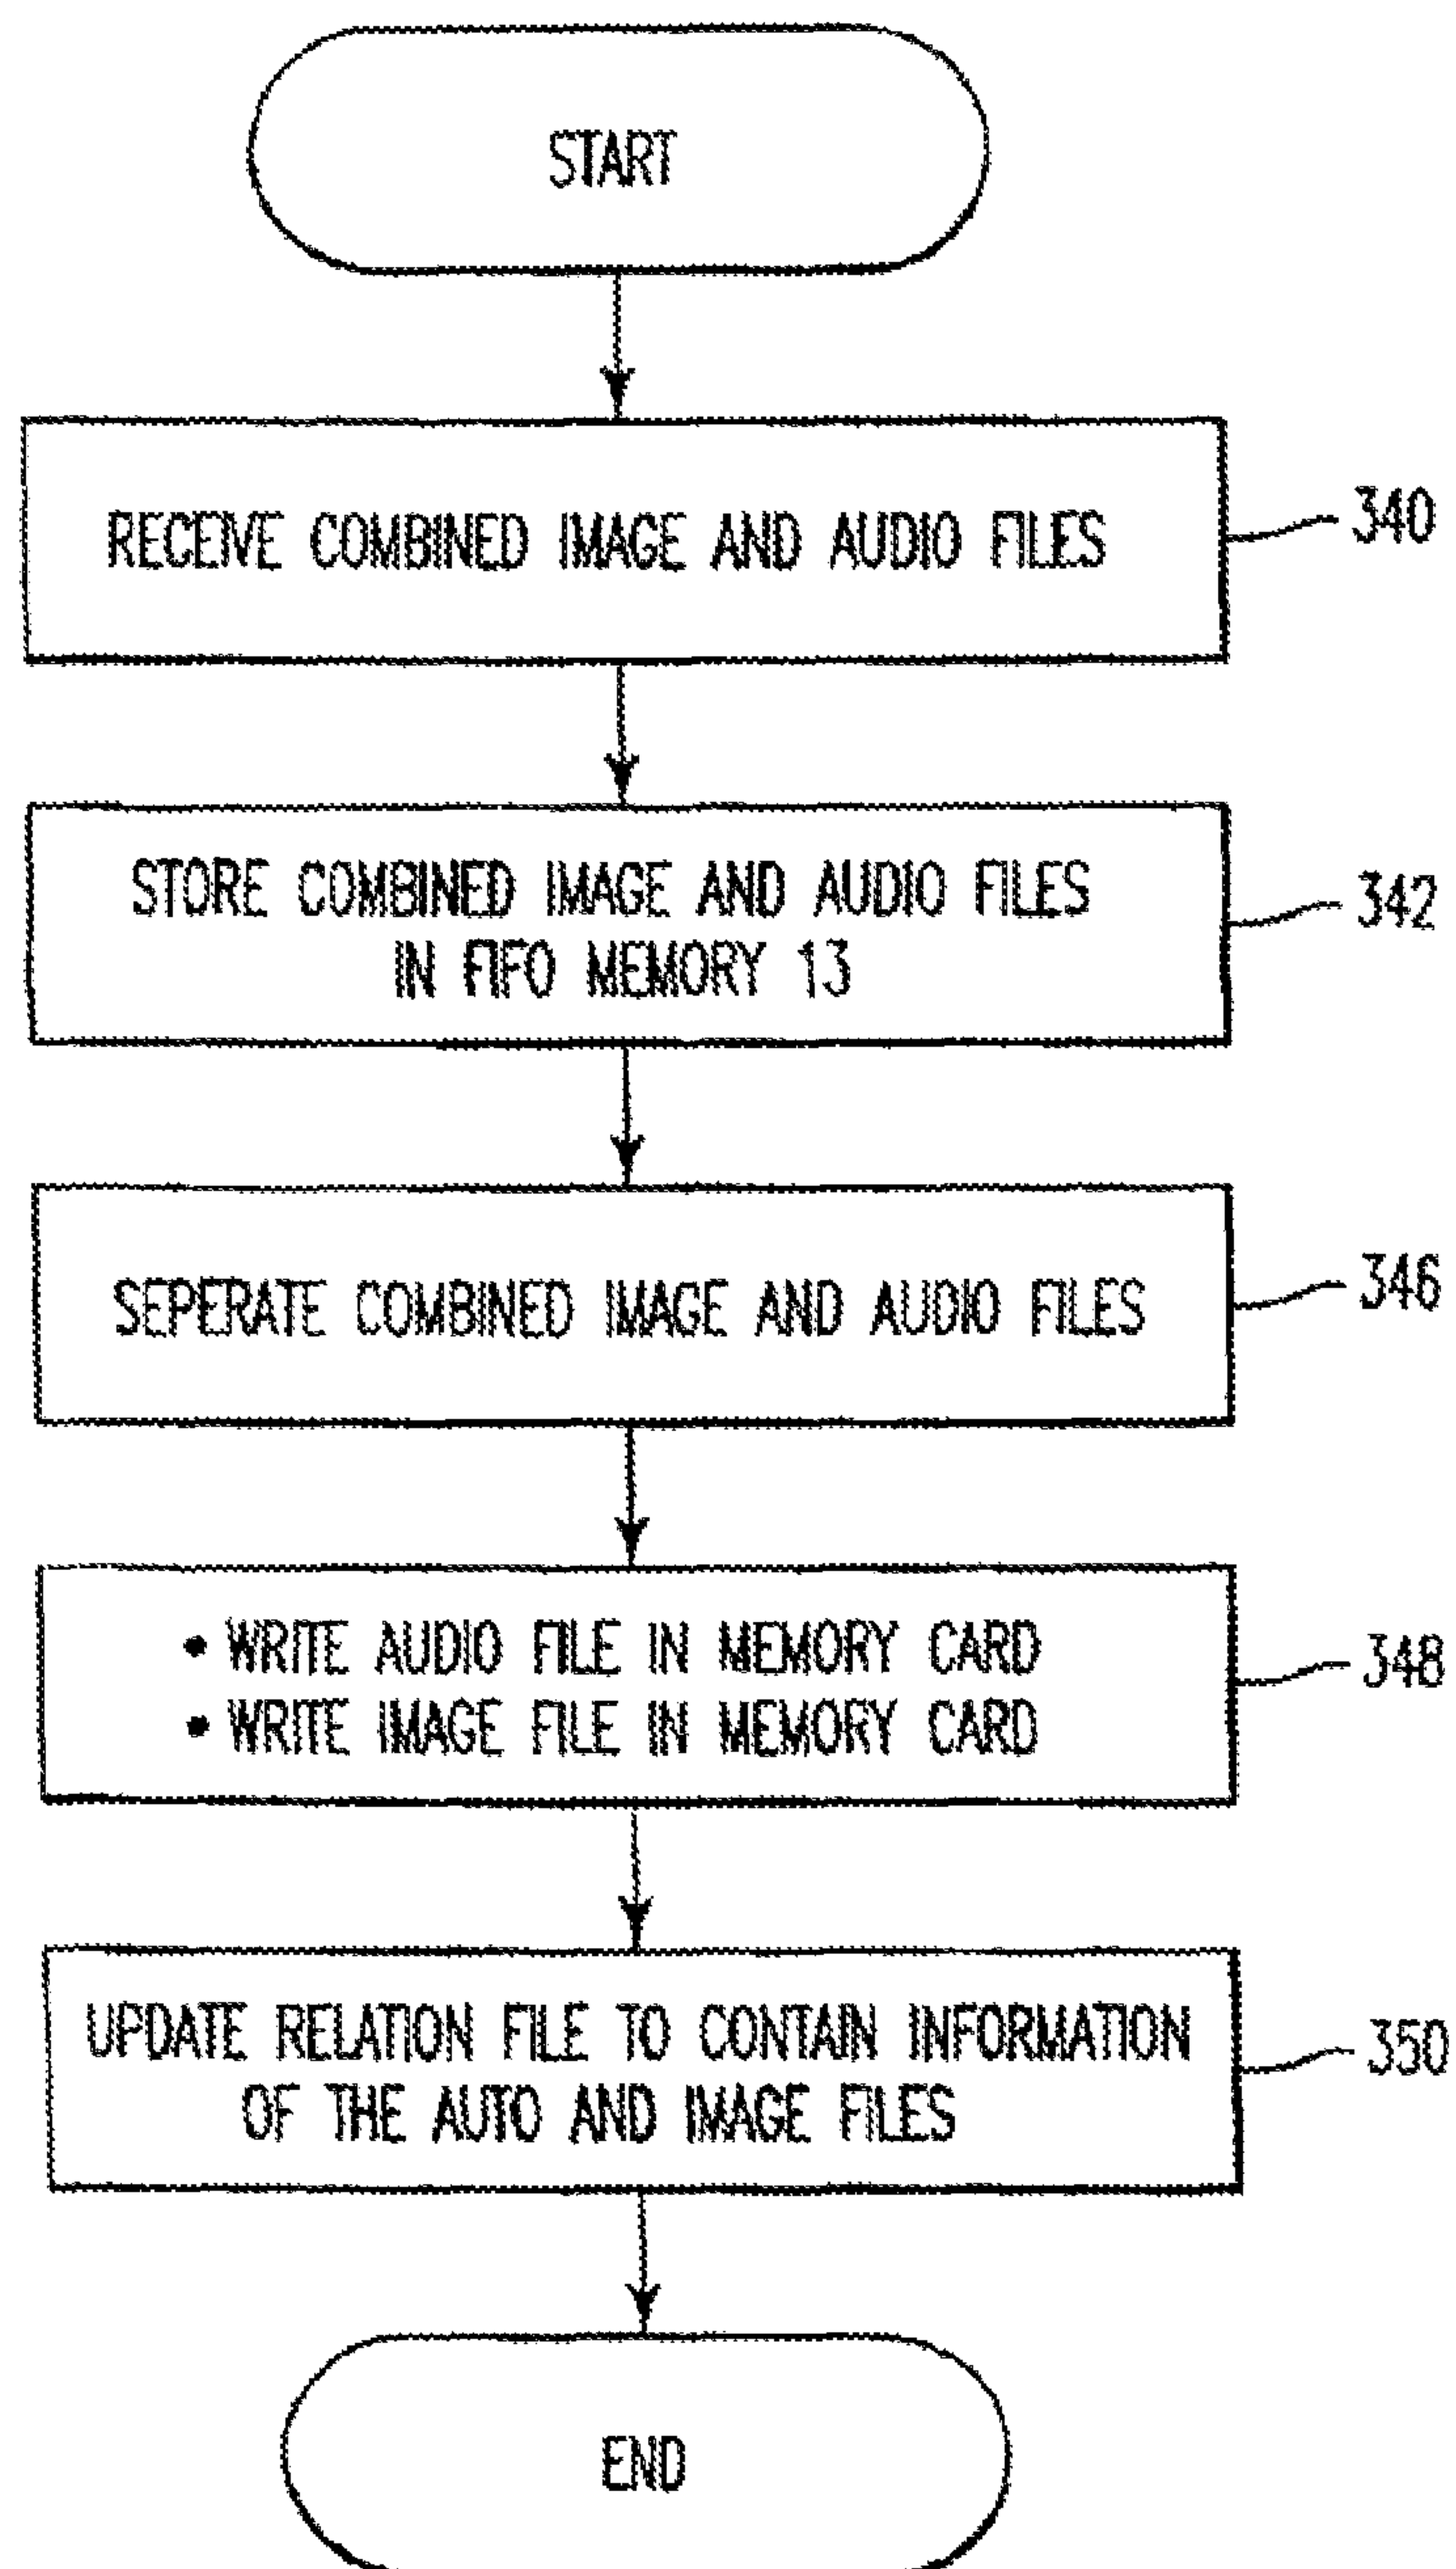 START
RECEIVE COMBINED IMAGE AND AUDIO FILES
340
STORE COMBINED IMAGE AND AUDIO FILES
IN FIFO MEMORY 13
342
SEPERATE COMBINED IMAGE AND AUDIO FILES
346
• WRITE AUDIO FILE IN MEMORY CARD
• WRITE IMAGE FILE IN MEMORY CARD
348
UPDATE RELATION FILE TO CONTAIN INFORMATION
OF THE AUTO AND IMAGE FILES
350
END